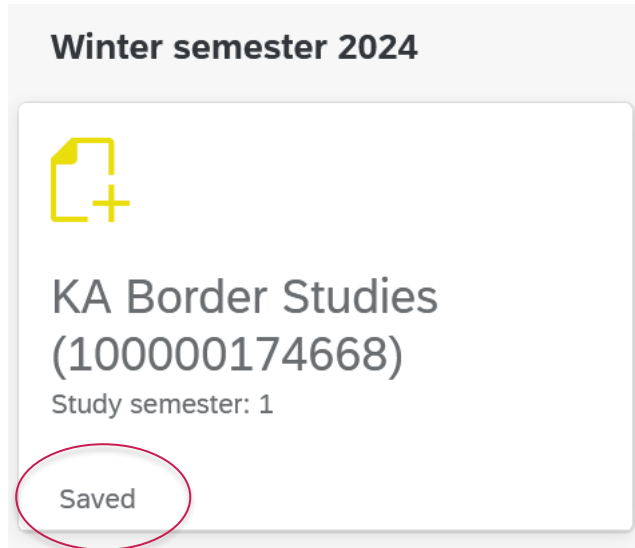 Winter semester 2024
KA Border Studies
(100000174668)
Study semester: 1
Saved